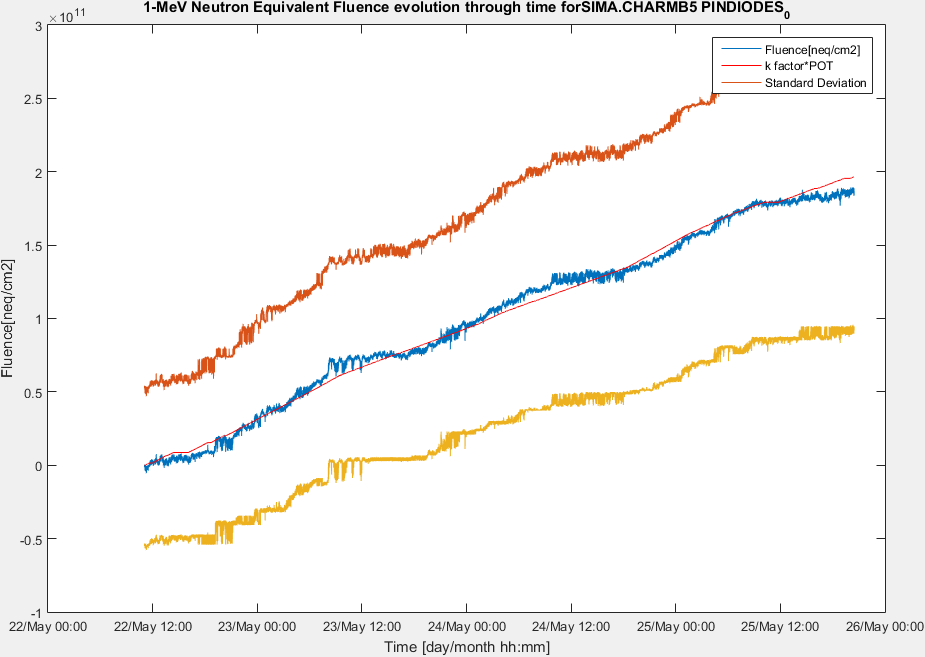 1-MeV Neutron Equivalent Fluence evolution through time forSIMA.CHARMB5 PINDIODES0
× 10^11
3
2.5
2
1.5
1
0.5
0
-0.5
-1
Fluence[neq/cm2]
Fluence[neq/cm2]
k factor*POT
Standard Deviation
22/May 00:00 22/May 12:00 23/May 00:00 23/May 12:00 24/May 00:00 24/May 12:00 25/May 00:00 25/May 12:00 26/May 00:00
Time [day/month hh:mm]